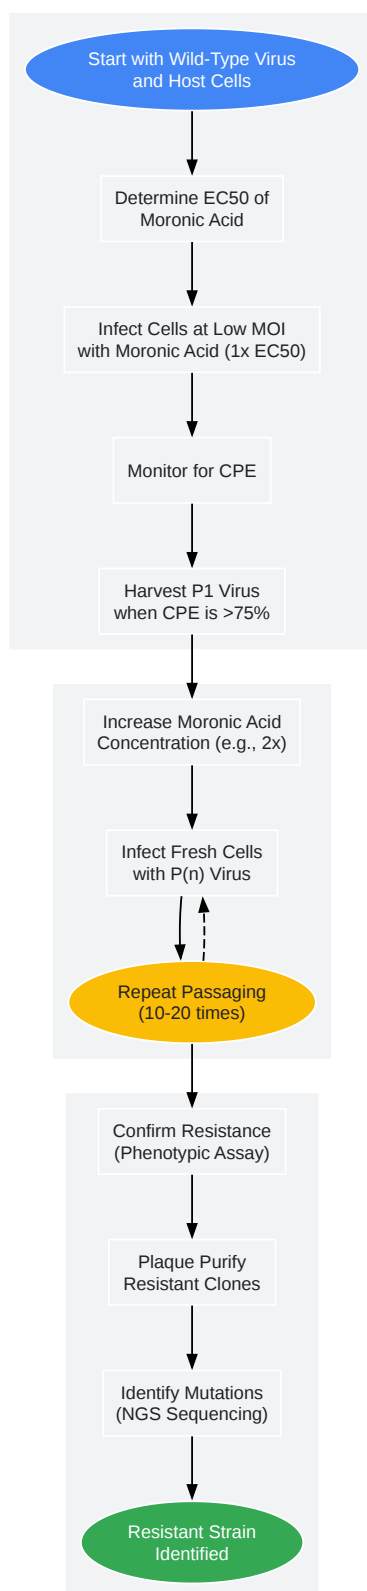 Start with Wild-Type Virus
and Host Cells
Determine EC50 of
Moronic Acid
Infect Cells at Low MOI
with Moronic Acid (1x EC50)
Monitor for CPE
Harvest P1 Virus
when CPE is >75%
Increase Moronic Acid
Concentration (e.g., 2x)
Infect Fresh Cells
with P(n) Virus
Repeat Passaging
(10-20 times)
Confirm Resistance
(Phenotypic Assay)
Plaque Purify
Resistant Clones
Identify Mutations
(NGS Sequencing)
Resistant Strain
Identified